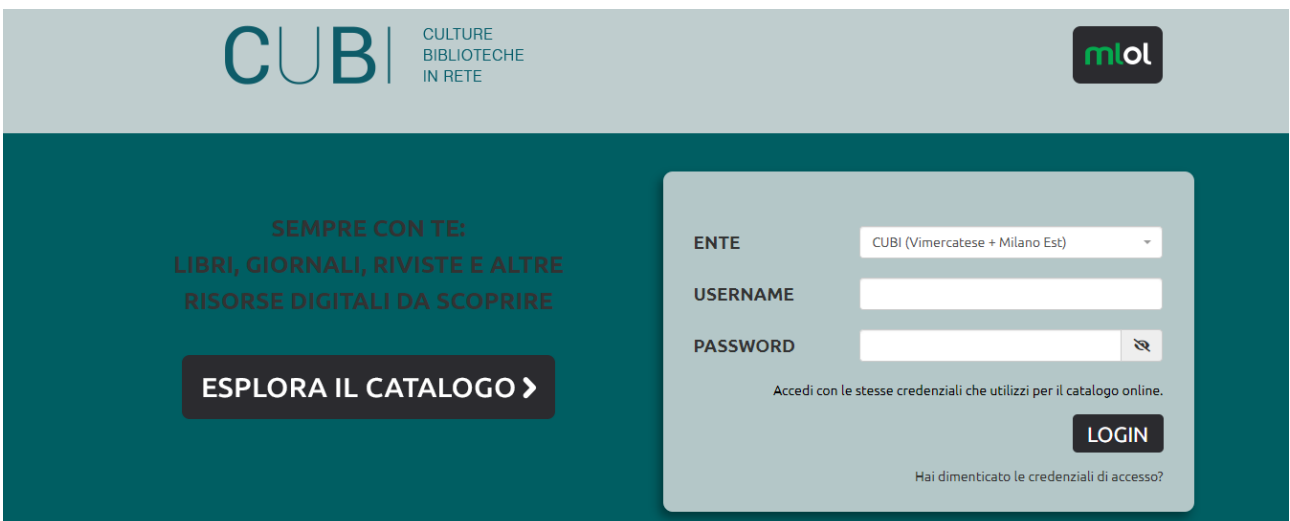 CUBI
CULTURE
BIBLIOTECHE
IN RETE
mlol
SEMPRE CON TE:
LIBRI, GIORNALI, RIVISTE E ALTRE
RISORSE DIGITALI DA SCOPRIRE
ESPLORA IL CATALOGO
ENTE
CUBI (Vimercatese + Milano Est)
USERNAME
PASSWORD
Accedi con le stesse credenziali che utilizzi per il catalogo online.
LOGIN
Hai dimenticato le credenziali di accesso?